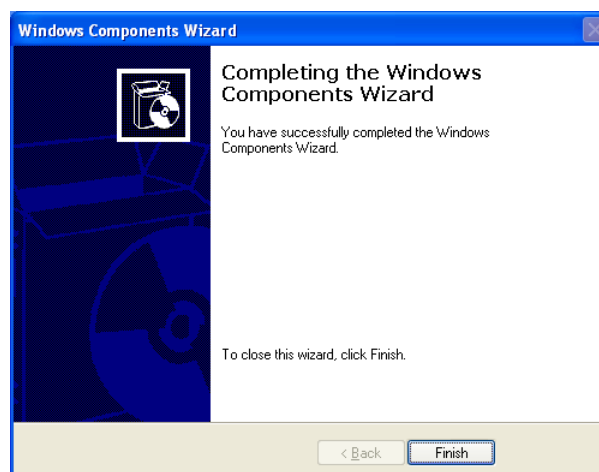 Windows Components Wizard
Completing the Windows
Components Wizard
You have successfully completed the Windows
Components Wizard.
To close this wizard, click Finish.
< Back
Finish